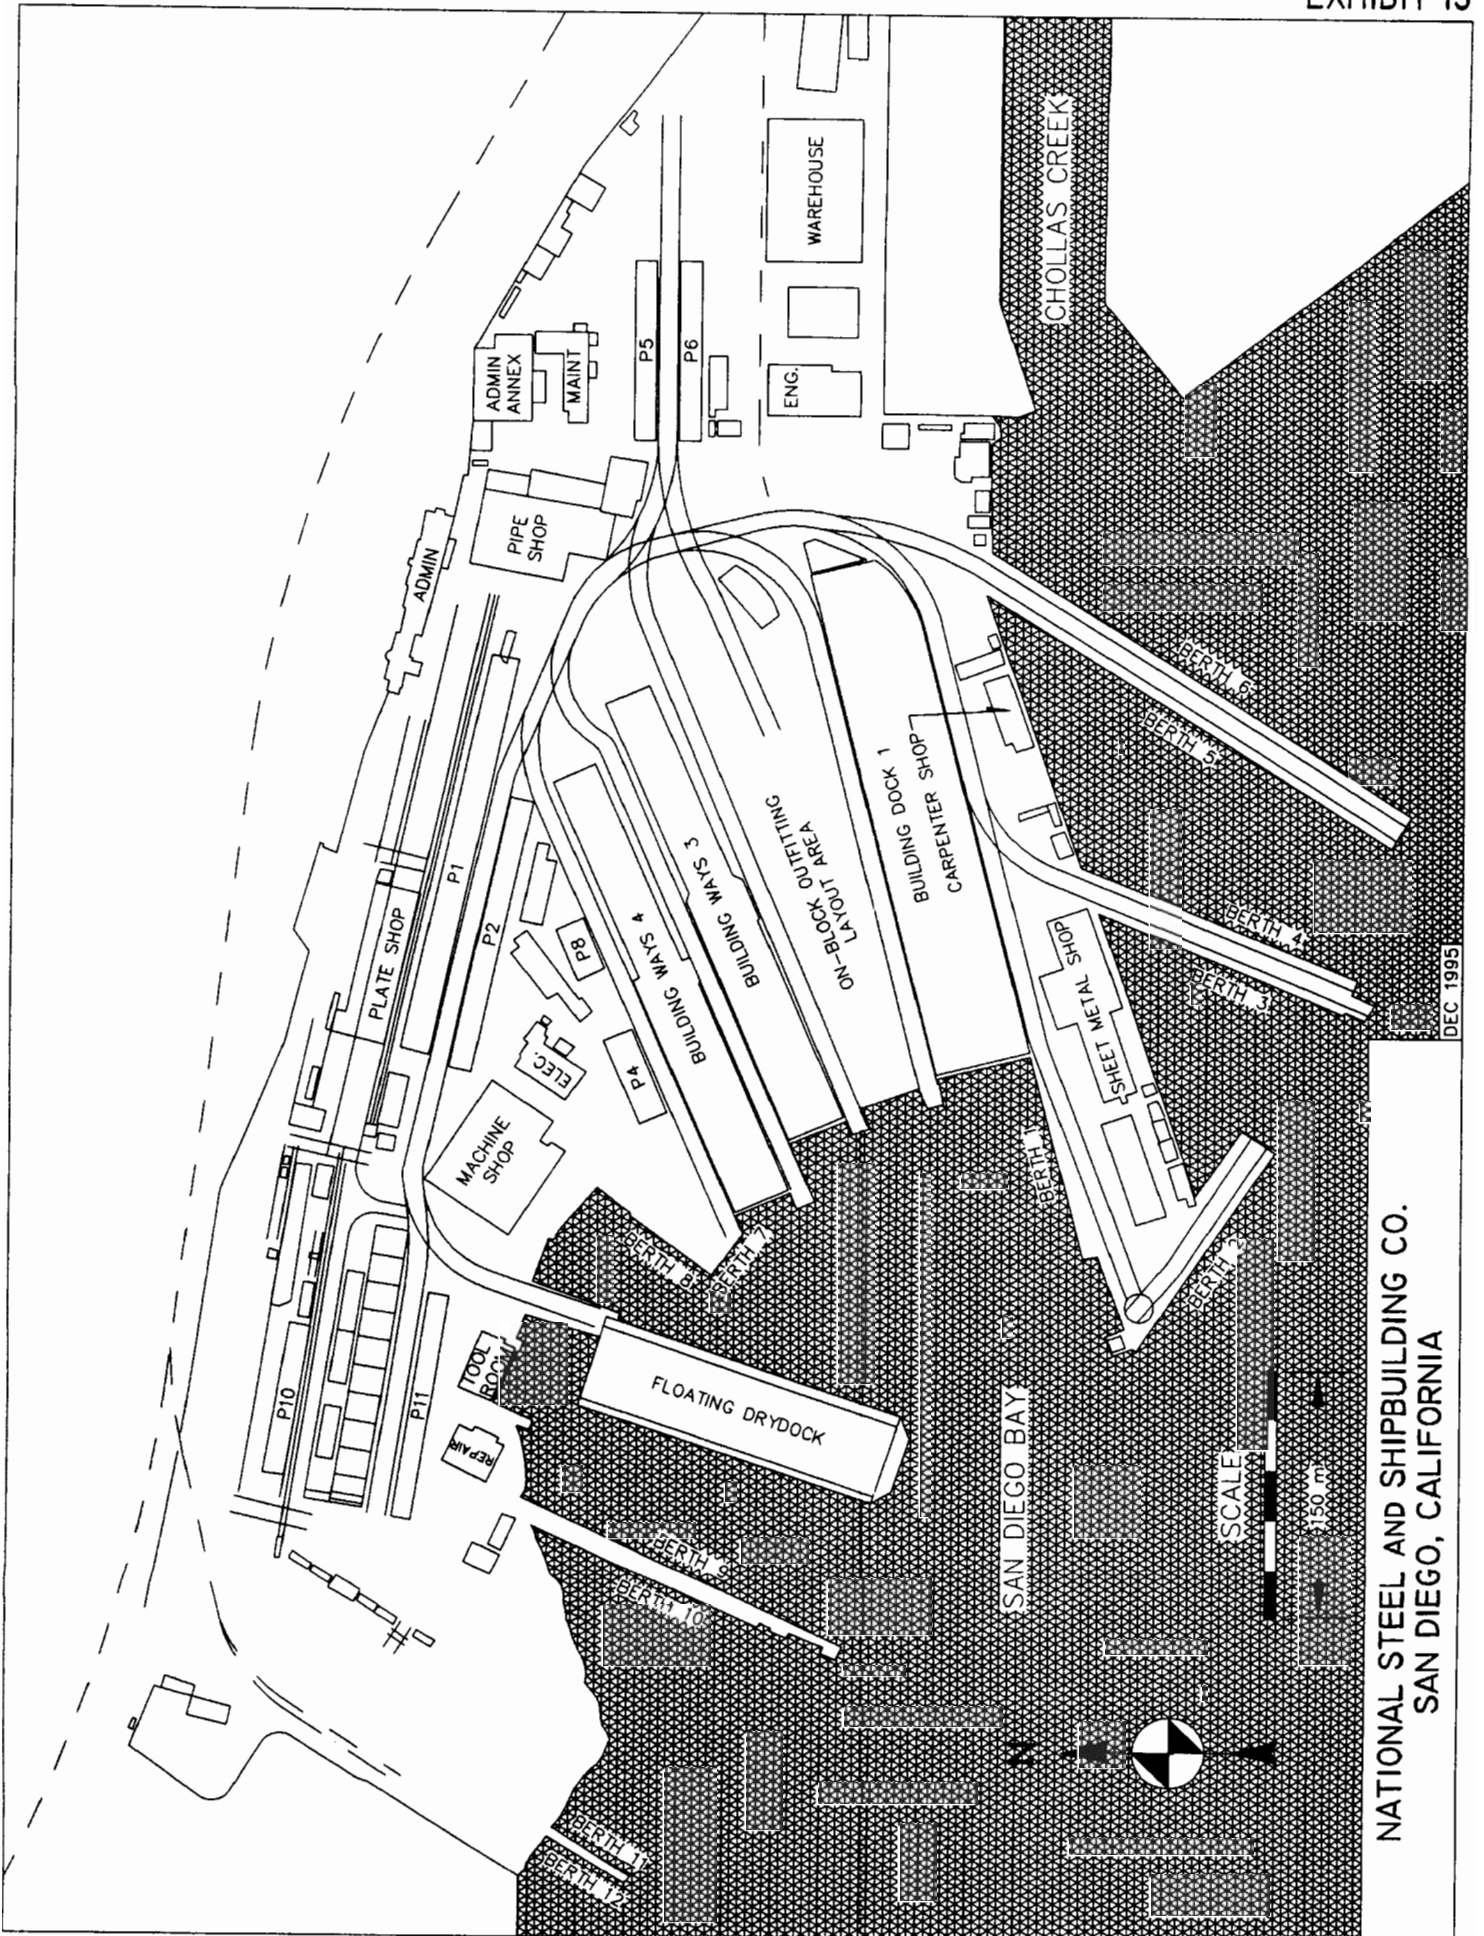 EXHIBIT 13
CHOLLAS CREEK
WAREHOUSE
P5
P6
ENG.
ADMIN
ANNEX
MAINT
PIPE
SHOP
ADMIN
BERTH 6
BERTH 5
P1
P2
PLATE SHOP
P8
BUILDING WAYS 4
BUILDING WAYS 3
ON-BLOCK OUTFITTING
LAYOUT AREA
BUILDING DOCK 1
CARPENTER SHOP
BERTH 4
BERTH 3
SHEET METAL SHOP
DEC 1995
ELEC.
P4
MACHINE
SHOP
BERTH 1
BERTH 2
BERTH 8
BERTH 7
P10
P11
TOOL
ROOM
REPAIR
FLOATING DRYDOCK
SAN DIEGO BAY
SCALE
150 m
BERTH 9
BERTH 10
N
BERTH 11
BERTH 12
NATIONAL STEEL AND SHIPBUILDING CO.
SAN DIEGO, CALIFORNIA